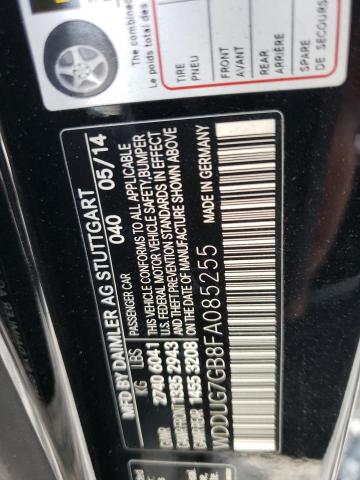 The combined
Le poids total des
TIRE
PNEU
FRONT
AVANT
REAR
ARRIÈRE
SPARE
DE SECOURS
MFD BY DAIMLER AG STUTTGART
PASSENGER CAR 040 05/14
KG LBS
GVWR 2740 6041
GAWR FRONT 1335 2943
GAWR REAR 1455 3208
THIS VEHICLE CONFORMS TO ALL APPLICABLE
U.S. FEDERAL MOTOR VEHICLE SAFETY, BUMPER
AND THEFT PREVENTION STANDARDS IN EFFECT
ON THE DATE OF MANUFACTURE SHOWN ABOVE
WDDUG7GB8FA085255
MADE IN GERMANY